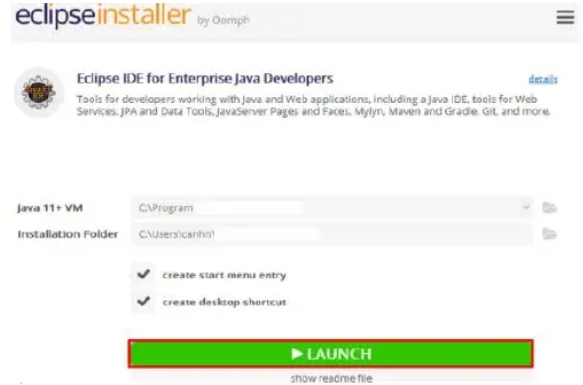 eclipseinstaller by Oomph
Eclipse IDE for Enterprise Java Developers
details
Tools for developers working with Java and Web applications, including a Java IDE, tools for Web
Services, JPA and Data Tools, JavaServer Pages and Faces, Mylyn, Maven and Gradle, Git, and more.
Java 11+ VM
C:\Program
Installation Folder
C:\Users\canhn\
create start menu entry
create desktop shortcut
LAUNCH
show readme file